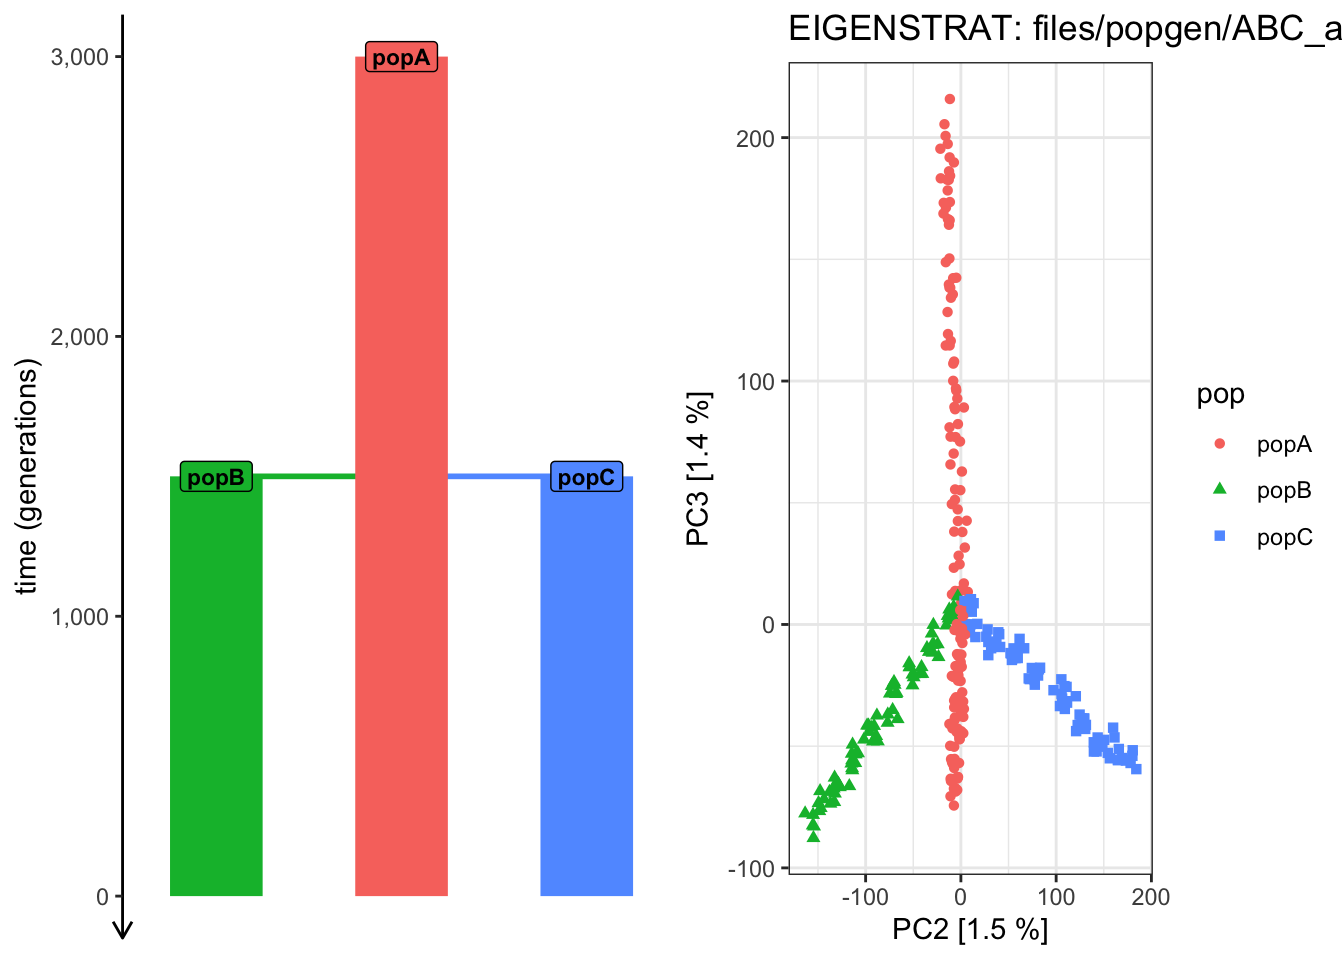 time (generations)
3,000
2,000
1,000
0
popA
popB
popC
EIGENSTRAT: files/popgen/ABC_a
PC3 [1.4 %]
200
100
0
-100
-100
0
100
200
PC2 [1.5 %]
pop
popA
popB
popC